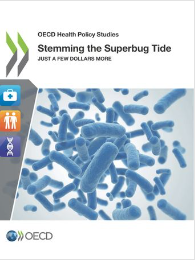 OECD Health Policy Studies
Stemming the Superbug Tide
JUST A FEW DOLLARS MORE
OECD